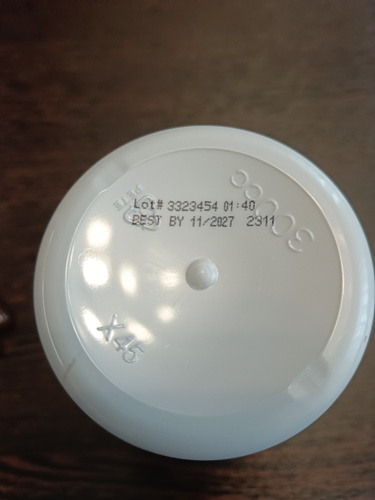 Lot# 3323454 01:40
BEST BY 11/2027 2311
300cc
X45